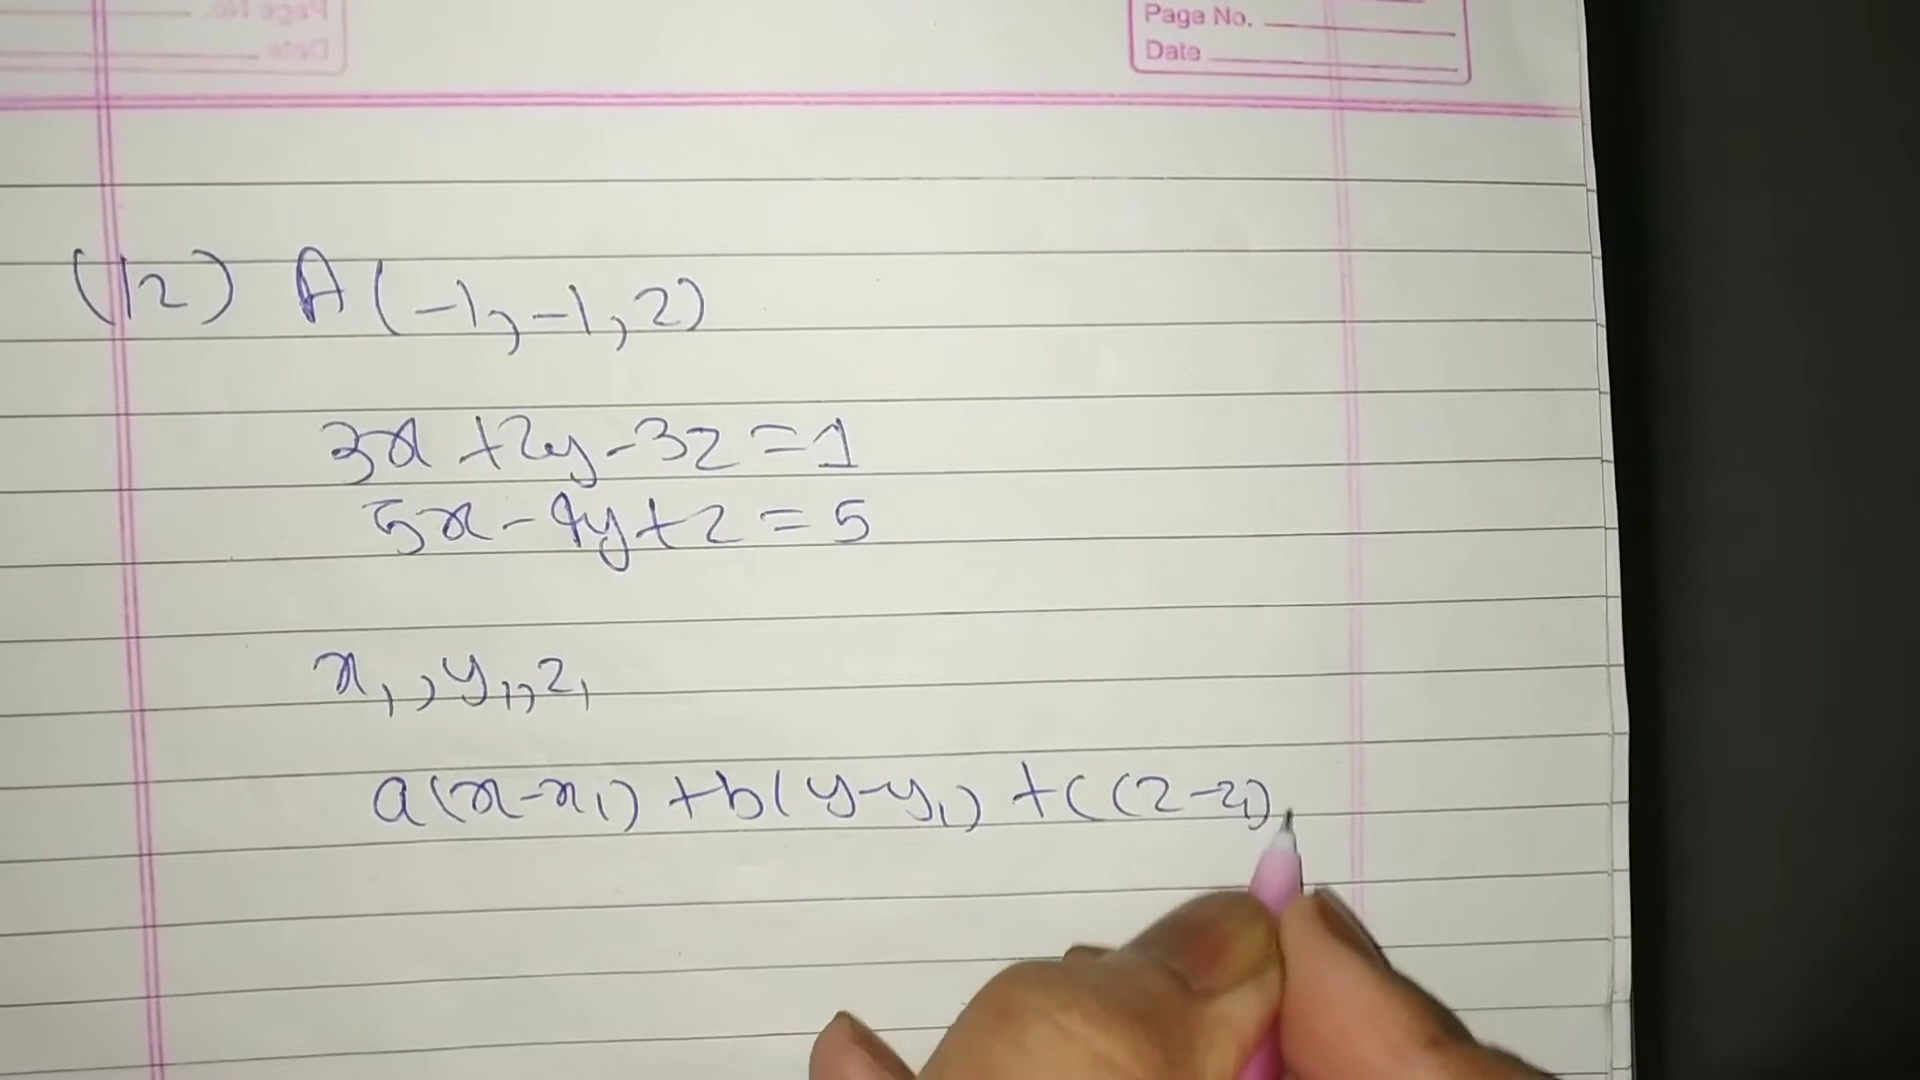 Page No.
Date
(12) A(-1, -1, 2)
3x + 2y - 3z = 1
5x - 4y + z = 5
x₁, y₁, z₁
a(x-x₁) + b(y-y₁) + c(z-z₁)